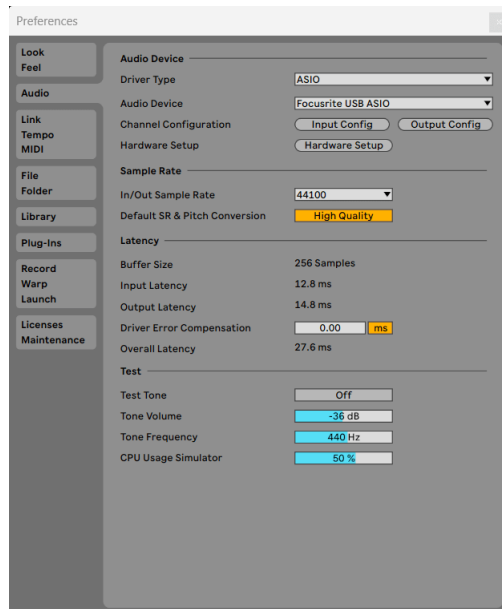 Preferences
Look
Feel
Audio
Link
Tempo
MIDI
File
Folder
Library
Plug-Ins
Record
Warp
Launch
Licenses
Maintenance
Audio Device
Driver Type ASIO
Audio Device Focusrite USB ASIO
Channel Configuration Input Config Output Config
Hardware Setup Hardware Setup
Sample Rate
In/Out Sample Rate 44100
Default SR & Pitch Conversion High Quality
Latency
Buffer Size 256 Samples
Input Latency 12.8 ms
Output Latency 14.8 ms
Driver Error Compensation 0.00 ms
Overall Latency 27.6 ms
Test
Test Tone Off
Tone Volume -36 dB
Tone Frequency 440 Hz
CPU Usage Simulator 50 %